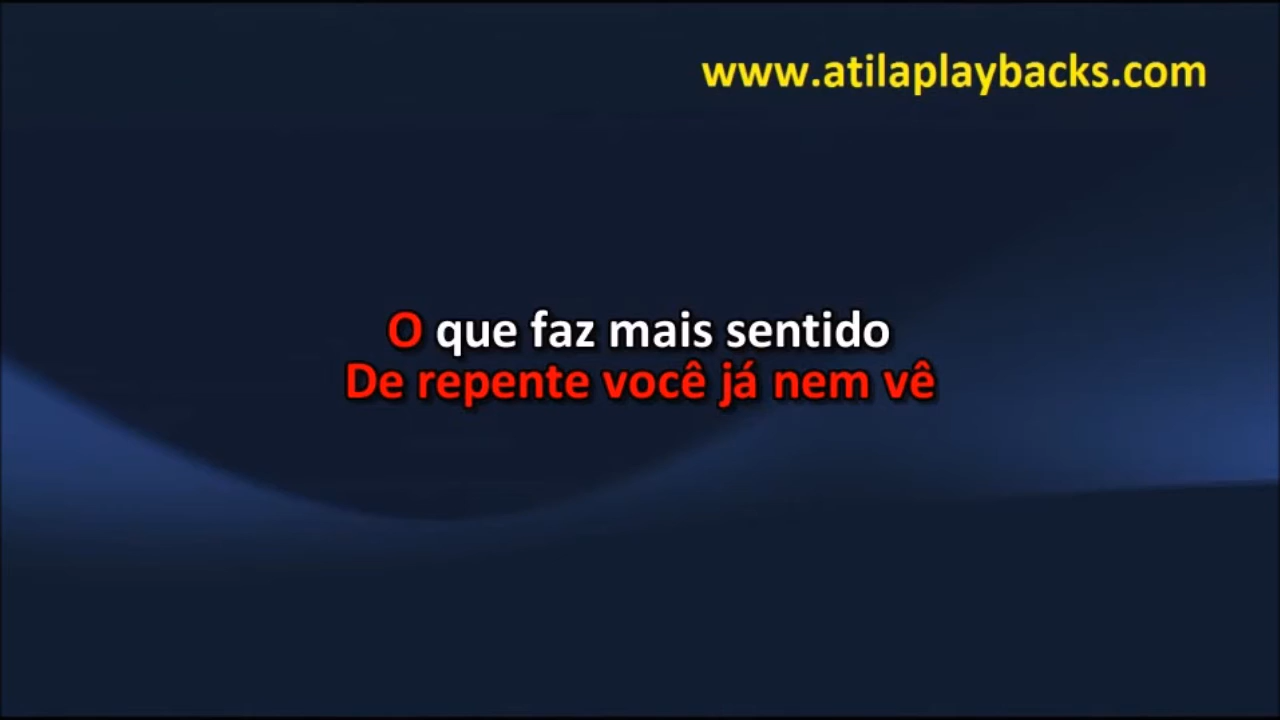 www.atilaplaybacks.com
O que faz mais sentido
De repente você já nem vê